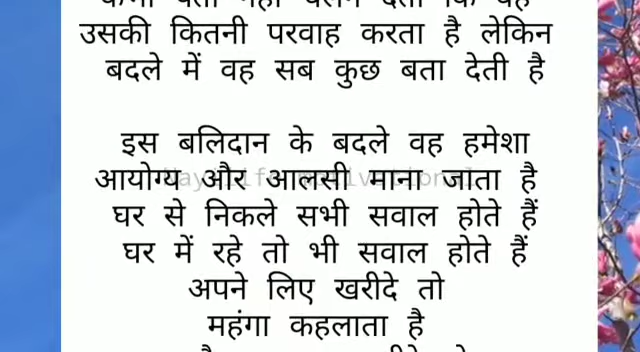 उसकी कितनी परवाह करता है लेकिन
बदले में वह सब कुछ बता देती है
इस बलिदान के बदले वह हमेशा
आयोग्य और आलसी माना जाता है
घर से निकले सभी सवाल होते हैं
घर में रहे तो भी सवाल होते हैं
अपने लिए खरीदे तो
महंगा कहलाता है